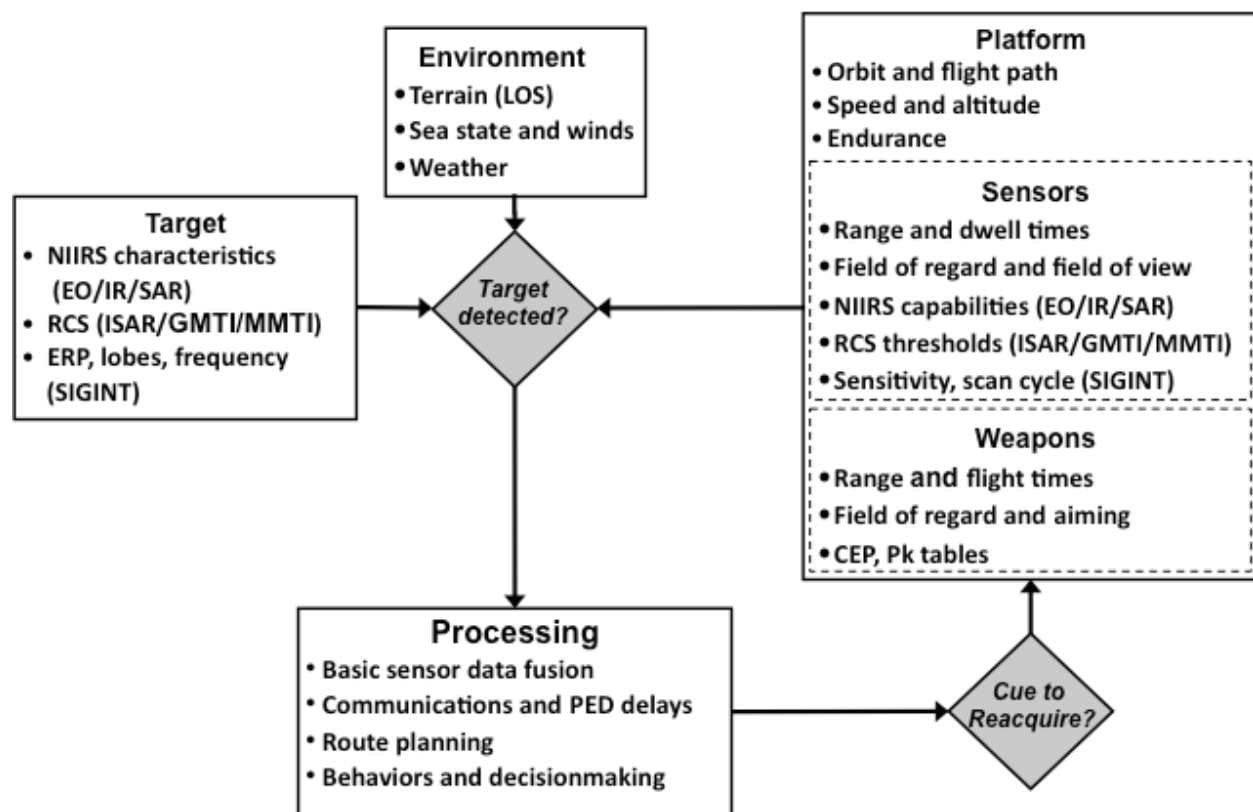 Environment
• Terrain (LOS)
• Sea state and winds
• Weather
Platform
• Orbit and flight path
• Speed and altitude
• Endurance
Sensors
• Range and dwell times
• Field of regard and field of view
• NIIRS capabilities (EO/IR/SAR)
• RCS thresholds (ISAR/GMTI/MMTI)
• Sensitivity, scan cycle (SIGINT)
Weapons
• Range and flight times
• Field of regard and aiming
• CEP, Pk tables
Target
• NIIRS characteristics
(EO/IR/SAR)
• RCS (ISAR/GMTI/MMTI)
• ERP, lobes, frequency
(SIGINT)
Target
detected?
Processing
• Basic sensor data fusion
• Communications and PED delays
• Route planning
• Behaviors and decisionmaking
Cue to
Reacquire?